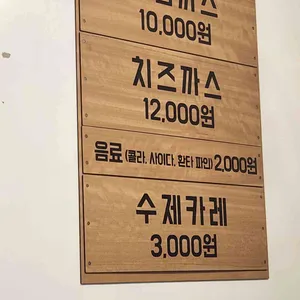 까스
10,000원
치즈까스
12,000원
음료 (콜라. 사이다. 환타 파인) 2,000원
수제카레
3,000원